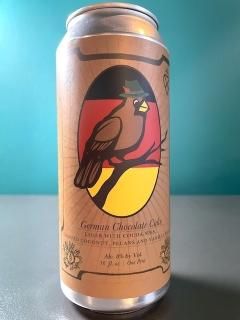 German Chocolate Cake
LAGER WITH COCOA NIBS,
COCONUT, PECANS AND VANILLA
Alc. 8% by Vol.
16 fl. oz. | One Pint